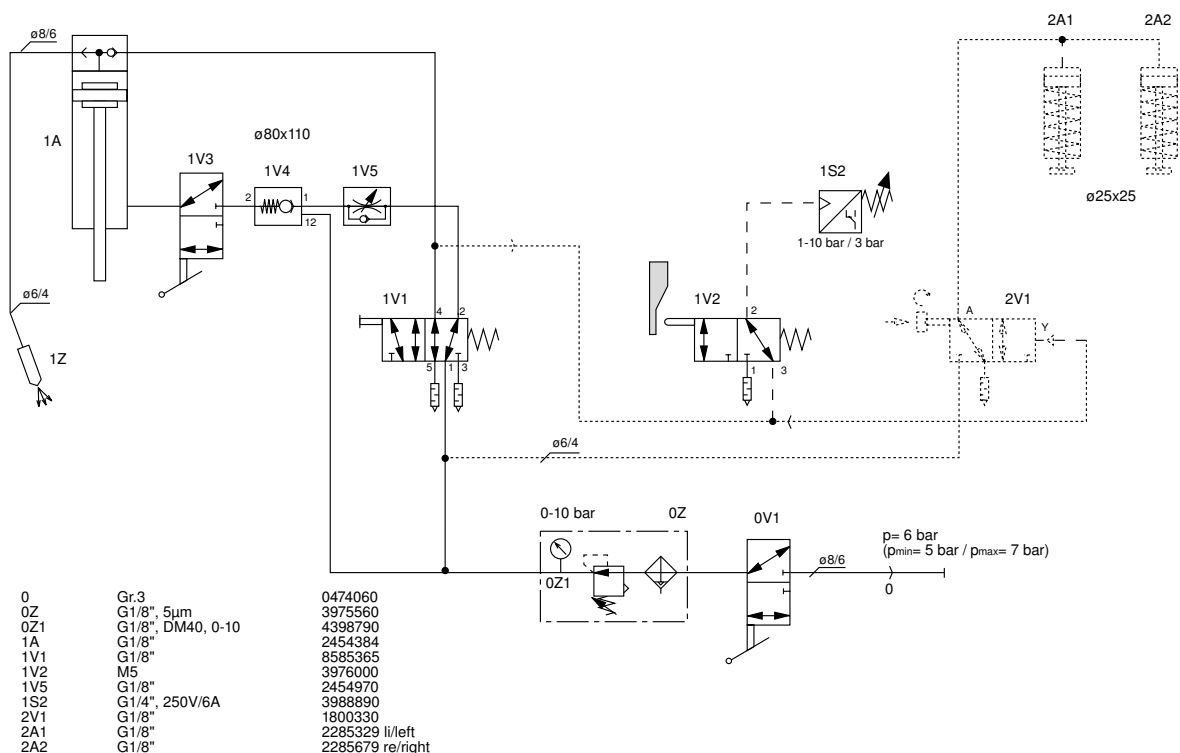 2A1 2A2
ø8/6
1A
ø80x110
1V3
1V4
1V5
2 1
12
1S2
1-10 bar / 3 bar
ø25x25
ø6/4
1Z
1V1
4 2
5 1 3
1V2
2
1 3
2V1
A
Y
ø6/4
0-10 bar 0Z
0Z1
0V1
p= 6 bar
(pmin= 5 bar / pmax= 7 bar)
ø8/6
0
0 Gr.3 0474060
0Z G1/8", 5µm 3975560
0Z1 G1/8", DM40, 0-10 4398790
1A G1/8" 2454384
1V1 G1/8" 8585365
1V2 M5 3976000
1V5 G1/8" 2454970
1S2 G1/4", 250V/6A 3988890
2V1 G1/8" 1800330
2A1 G1/8" 2285329 li/left
2A2 G1/8" 2285679 re/right